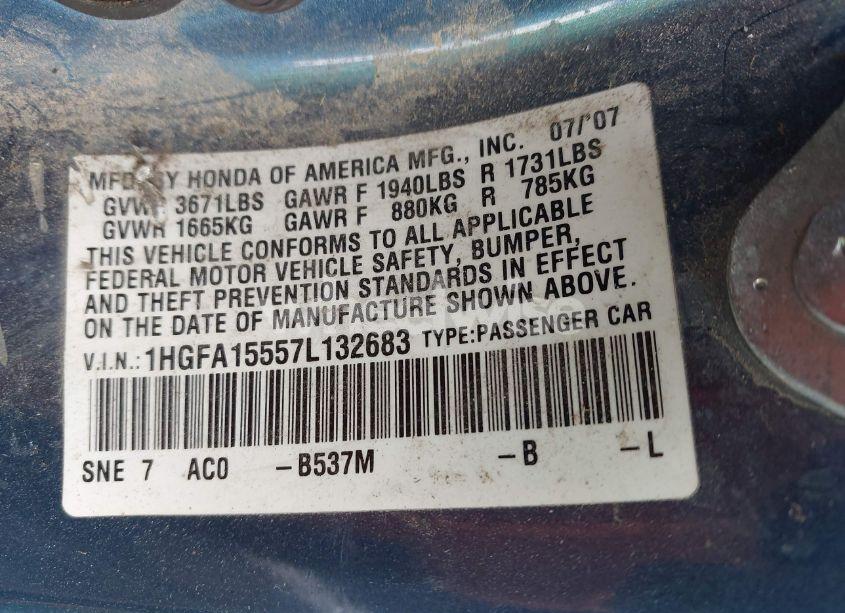 MFD BY HONDA OF AMERICA MFG., INC. 07/'07
GVWR 3671LBS GAWR F 1940LBS R 1731LBS
GVWR 1665KG GAWR F 880KG R 785KG
THIS VEHICLE CONFORMS TO ALL APPLICABLE
FEDERAL MOTOR VEHICLE SAFETY, BUMPER,
AND THEFT PREVENTION STANDARDS IN EFFECT
ON THE DATE OF MANUFACTURE SHOWN ABOVE.
V.I.N.: 1HGFA15557L132683 TYPE:PASSENGER CAR
SNE 7 AC0 -B537M -B -L